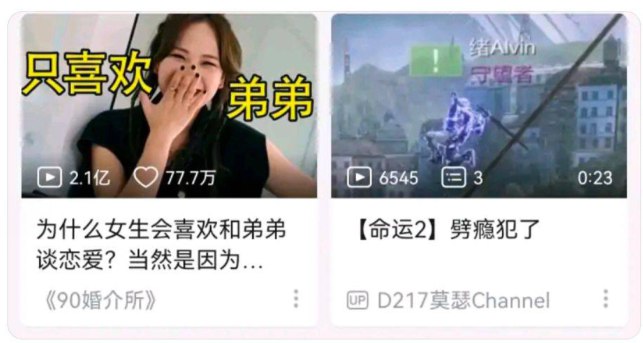 只喜欢
弟弟
2.1亿 77.7万
为什么女生会喜欢和弟弟
谈恋爱？当然是因为...
《90婚介所》
!
绪Alvin
守望者
6545 3 0:23
【命运2】劈瘾犯了
UP D217莫瑟Channel